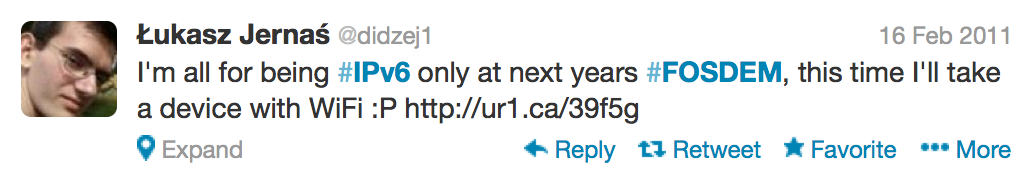 Łukasz Jernaś @didzej1 16 Feb 2011
I'm all for being #IPv6 only at next years #FOSDEM, this time I'll take
a device with WiFi :P http://ur1.ca/39f5g
Expand Reply Retweet Favorite More